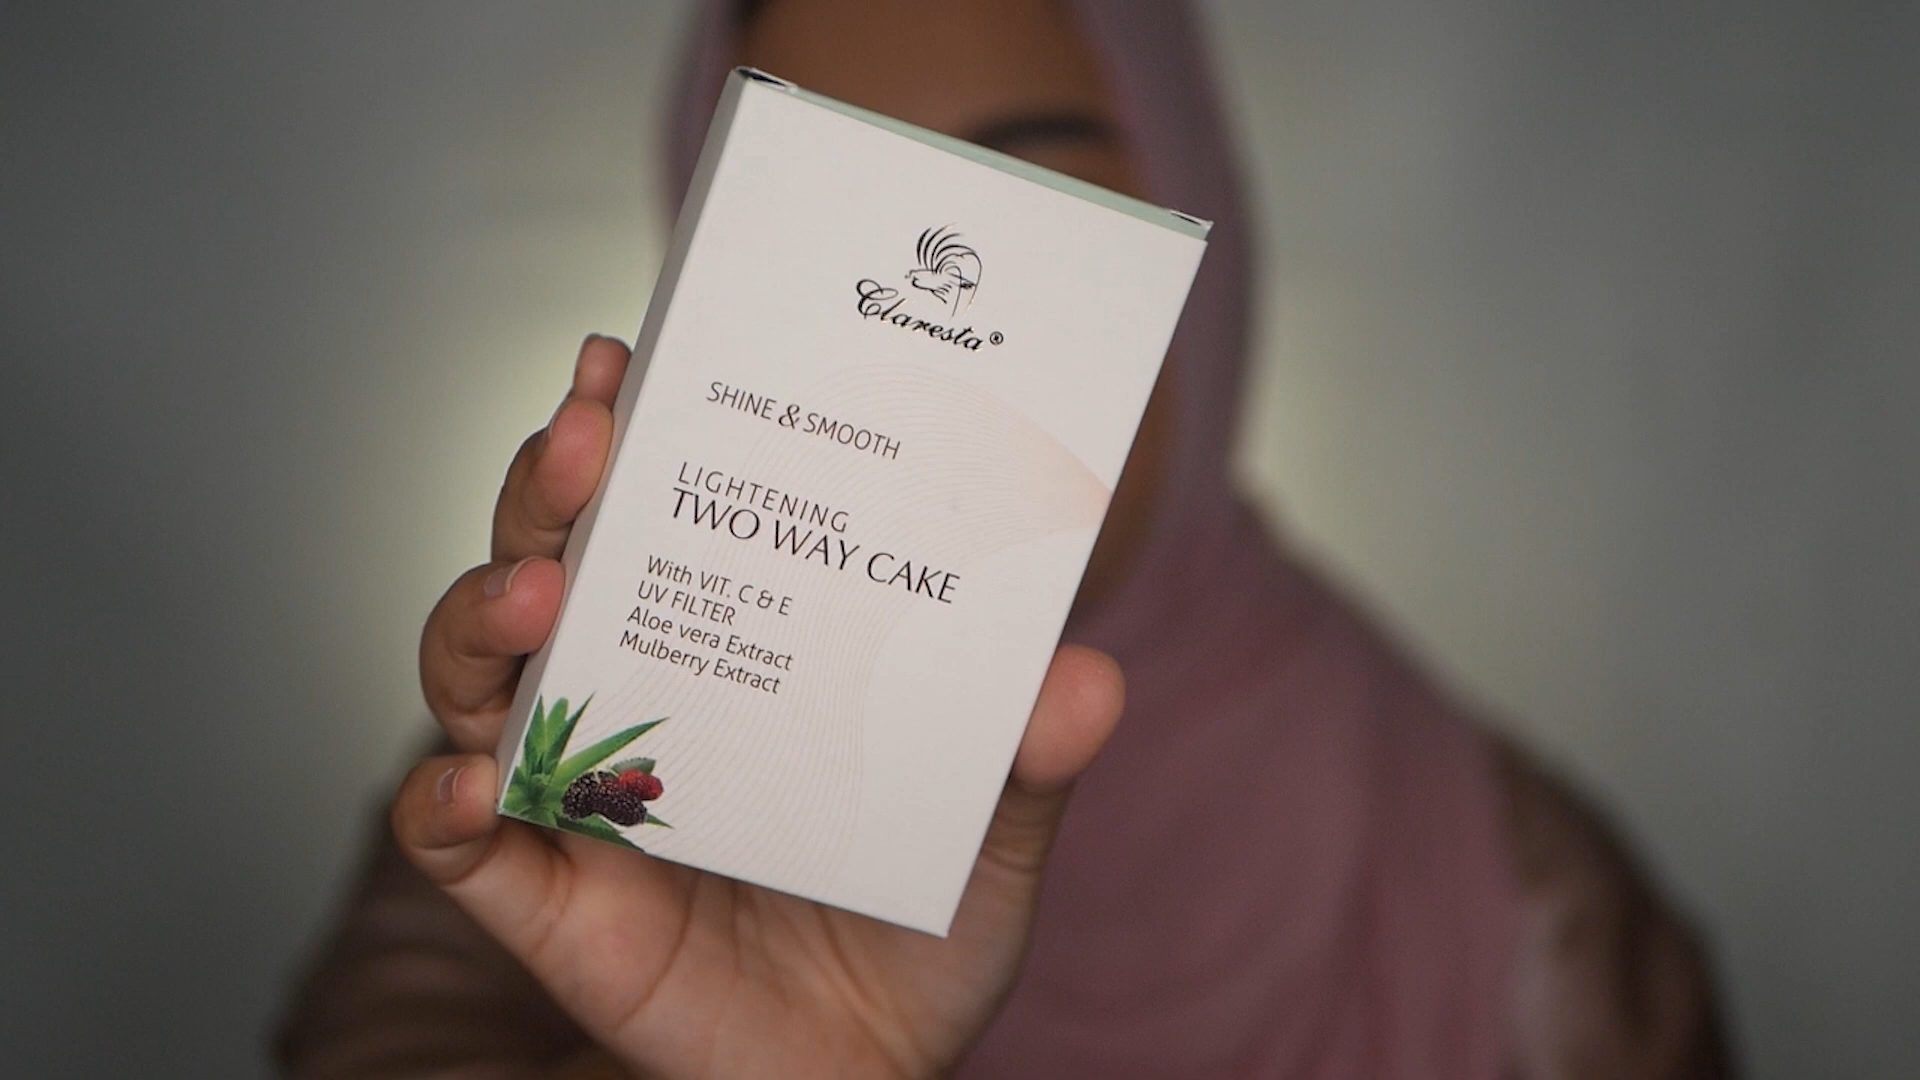 Claresta®
SHINE & SMOOTH
LIGHTENING
TWO WAY CAKE
With VIT. C & E
UV FILTER
Aloe vera Extract
Mulberry Extract